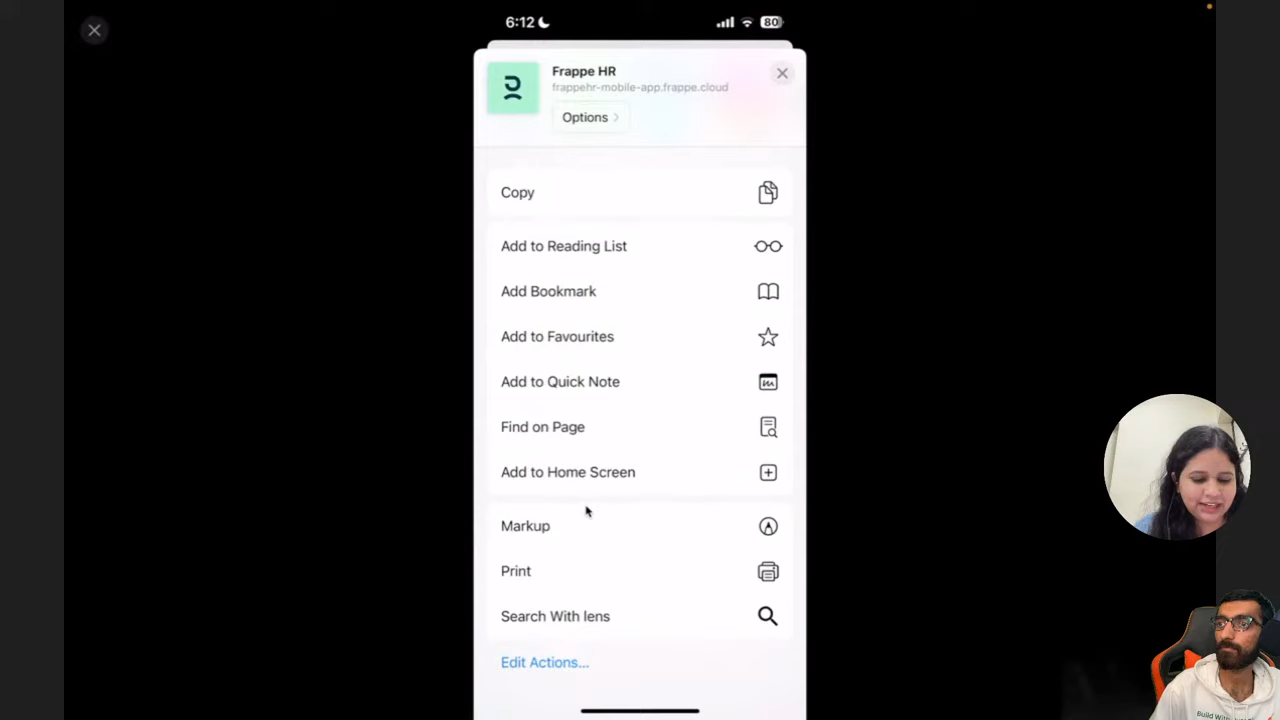 6:12
80
Frappe HR
frappehr-mobile-app.frappe.cloud
Options
Copy
Add to Reading List
Add Bookmark
Add to Favourites
Add to Quick Note
Find on Page
Add to Home Screen
Markup
Print
Search With lens
Edit Actions...
Build With